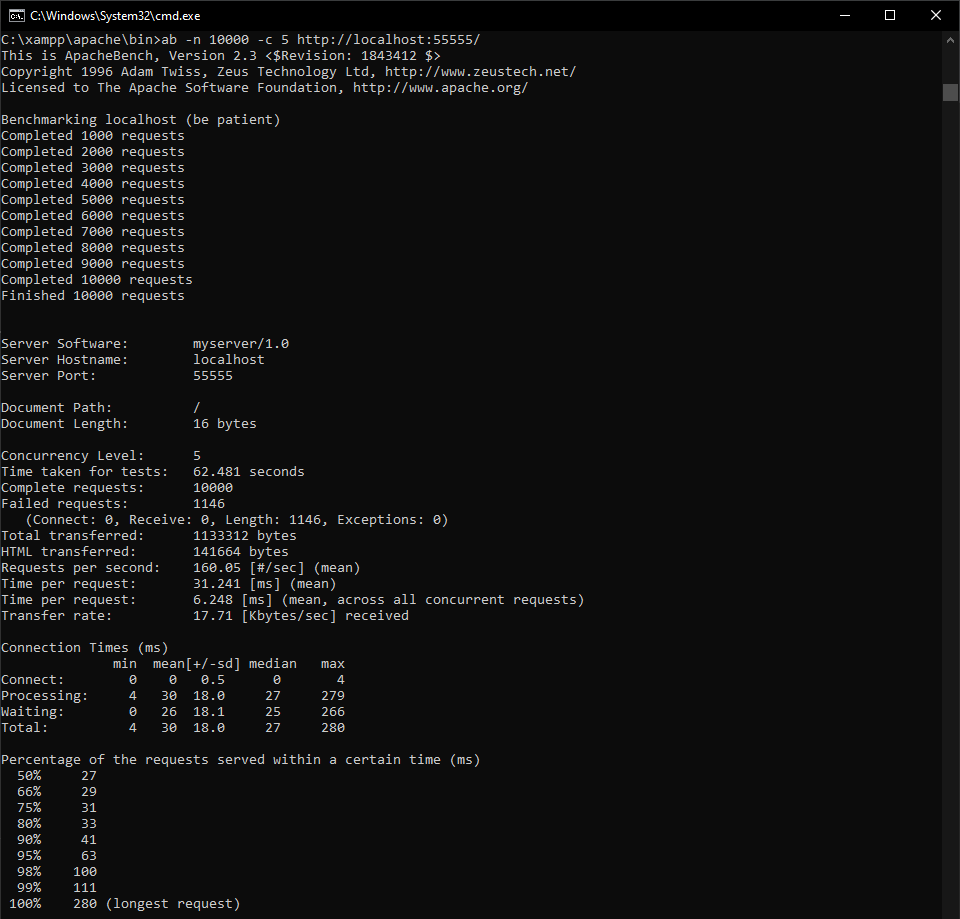 C:\Windows\System32\cmd.exe
C:\xampp\apache\bin>ab -n 10000 -c 5 http://localhost:55555/
This is ApacheBench, Version 2.3 <$Revision: 1843412 $>
Copyright 1996 Adam Twiss, Zeus Technology Ltd, http://www.zeustech.net/
Licensed to The Apache Software Foundation, http://www.apache.org/

Benchmarking localhost (be patient)
Completed 1000 requests
Completed 2000 requests
Completed 3000 requests
Completed 4000 requests
Completed 5000 requests
Completed 6000 requests
Completed 7000 requests
Completed 8000 requests
Completed 9000 requests
Completed 10000 requests
Finished 10000 requests


Server Software:        myserver/1.0
Server Hostname:        localhost
Server Port:            55555

Document Path:          /
Document Length:        16 bytes

Concurrency Level:      5
Time taken for tests:   62.481 seconds
Complete requests:      10000
Failed requests:        1146
   (Connect: 0, Receive: 0, Length: 1146, Exceptions: 0)
Total transferred:      1133312 bytes
HTML transferred:       141664 bytes
Requests per second:    160.05 [#/sec] (mean)
Time per request:       31.241 [ms] (mean)
Time per request:       6.248 [ms] (mean, across all concurrent requests)
Transfer rate:          17.71 [Kbytes/sec] received

Connection Times (ms)
              min  mean[+/-sd] median   max
Connect:        0    0   0.5      0       4
Processing:     4   30  18.0     27     279
Waiting:        0   26  18.1     25     266
Total:          4   30  18.0     27     280

Percentage of the requests served within a certain time (ms)
  50%     27
  66%     29
  75%     31
  80%     33
  90%     41
  95%     63
  98%    100
  99%    111
 100%    280 (longest request)